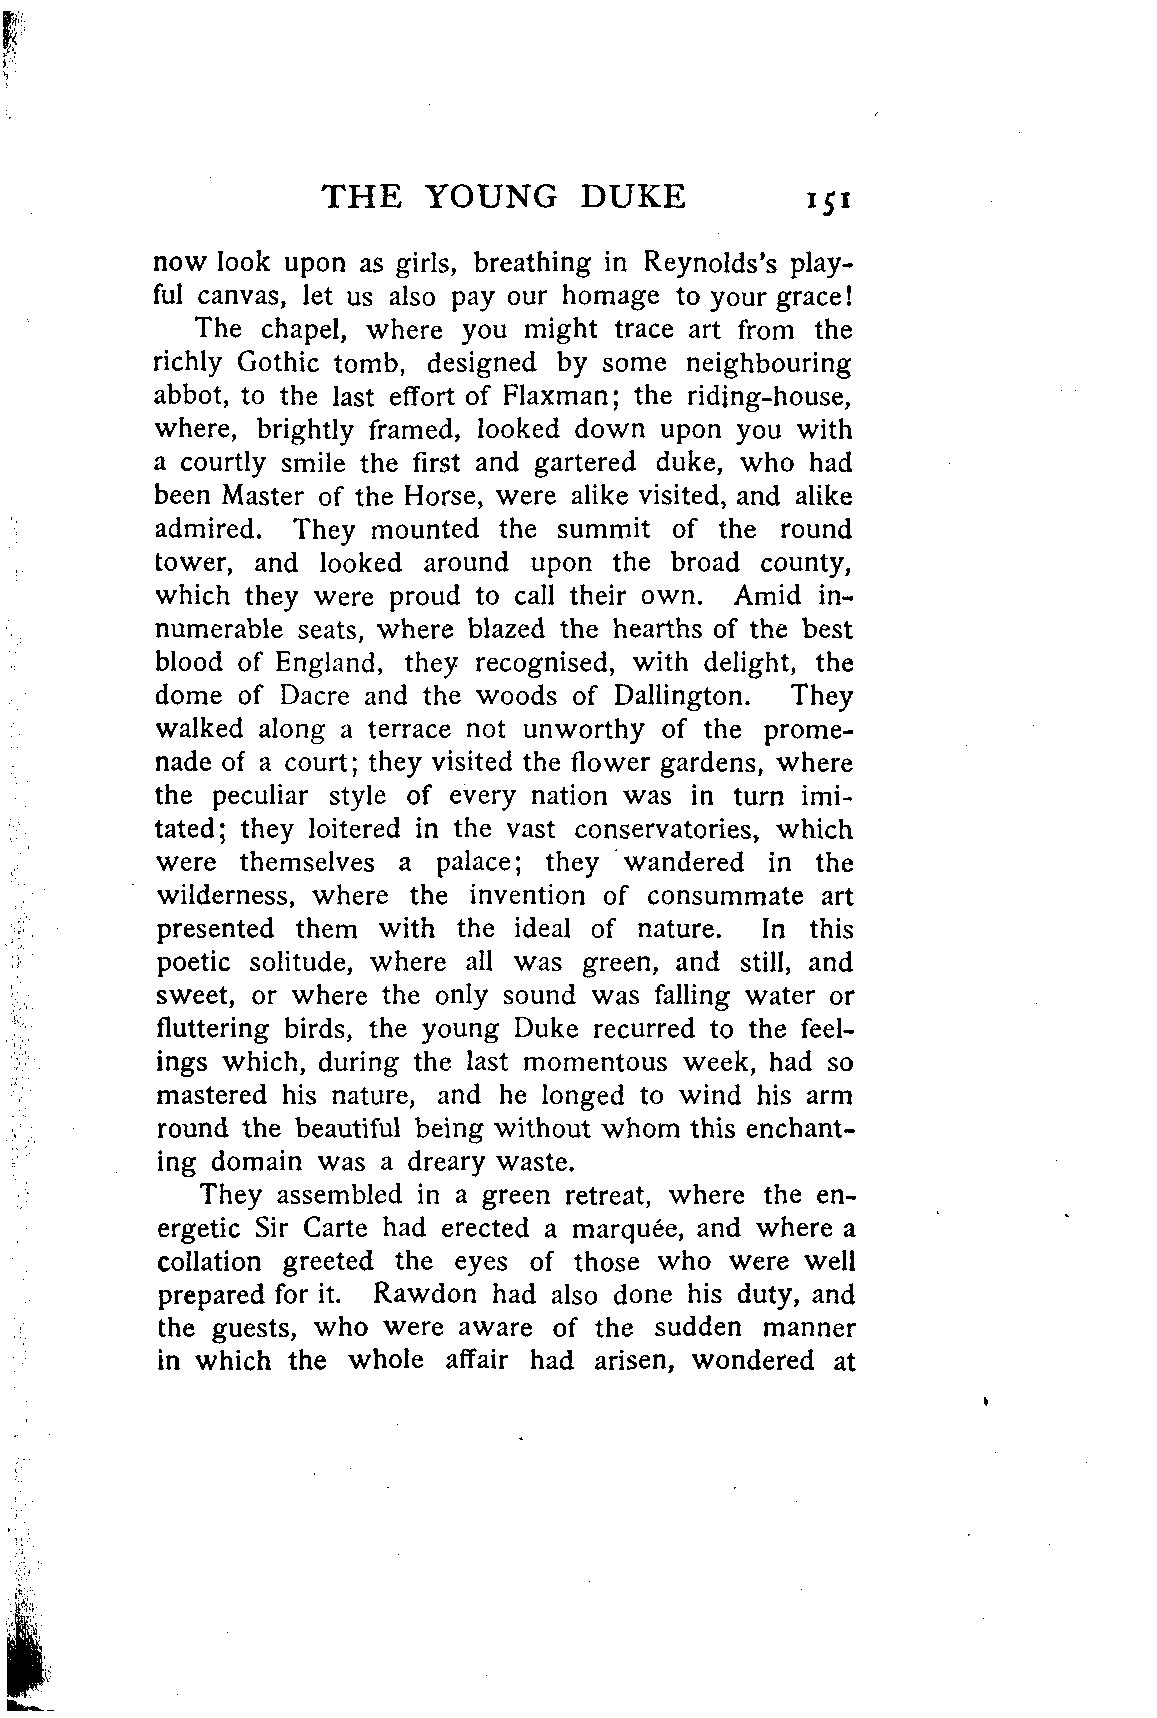 THE YOUNG DUKE 151
now look upon as girls, breathing in Reynolds's play-
ful canvas, let us also pay our homage to your grace!
The chapel, where you might trace art from the
richly Gothic tomb, designed by some neighbouring
abbot, to the last effort of Flaxman; the riding-house,
where, brightly framed, looked down upon you with
a courtly smile the first and gartered duke, who had
been Master of the Horse, were alike visited, and alike
admired. They mounted the summit of the round
tower, and looked around upon the broad county,
which they were proud to call their own. Amid in-
numerable seats, where blazed the hearths of the best
blood of England, they recognised, with delight, the
dome of Dacre and the woods of Dallington. They
walked along a terrace not unworthy of the prome-
nade of a court; they visited the flower gardens, where
the peculiar style of every nation was in turn imi-
tated; they loitered in the vast conservatories, which
were themselves a palace; they wandered in the
wilderness, where the invention of consummate art
presented them with the ideal of nature. In this
poetic solitude, where all was green, and still, and
sweet, or where the only sound was falling water or
fluttering birds, the young Duke recurred to the feel-
ings which, during the last momentous week, had so
mastered his nature, and he longed to wind his arm
round the beautiful being without whom this enchant-
ing domain was a dreary waste.
They assembled in a green retreat, where the en-
ergetic Sir Carte had erected a marquée, and where a
collation greeted the eyes of those who were well
prepared for it. Rawdon had also done his duty, and
the guests, who were aware of the sudden manner
in which the whole affair had arisen, wondered at